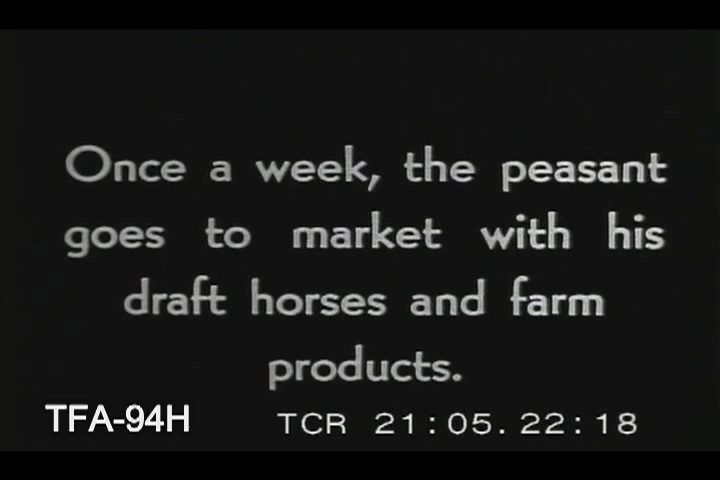 Once a week, the peasant
goes to market with his
draft horses and farm
products.
TFA-94H
TCR 21:05.22:18